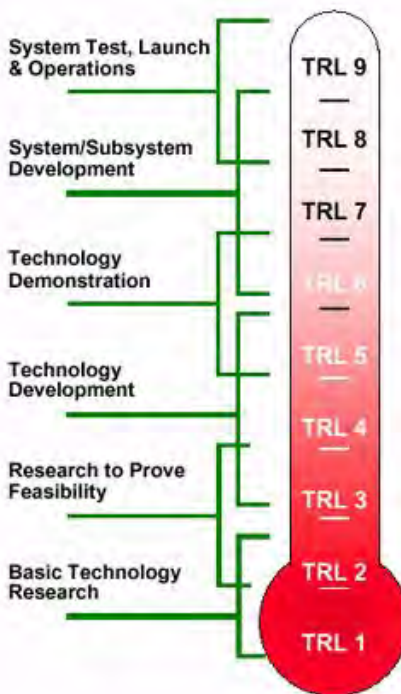 System Test, Launch
& Operations
System/Subsystem
Development
Technology
Demonstration
Technology
Development
Research to Prove
Feasibility
Basic Technology
Research
TRL 9
TRL 8
TRL 7
TRL 6
TRL 5
TRL 4
TRL 3
TRL 2
TRL 1